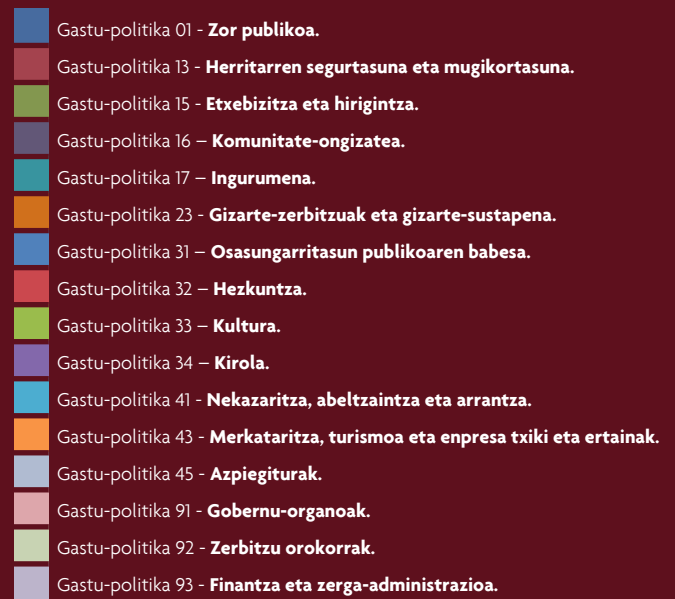 Gastu-politika 01 - Zor publikoa.
Gastu-politika 13 - Herritarren segurtasuna eta mugikortasuna.
Gastu-politika 15 - Etxebizitza eta hirigintza.
Gastu-politika 16 – Komunitate-ongizatea.
Gastu-politika 17 – Ingurumena.
Gastu-politika 23 - Gizarte-zerbitzuak eta gizarte-sustapena.
Gastu-politika 31 – Osasungarritasun publikoaren babesa.
Gastu-politika 32 – Hezkuntza.
Gastu-politika 33 – Kultura.
Gastu-politika 34 – Kirola.
Gastu-politika 41 - Nekazaritza, abeltzaintza eta arrantza.
Gastu-politika 43 - Merkataritza, turismoa eta enpresa txiki eta ertainak.
Gastu-politika 45 - Azpiegiturak.
Gastu-politika 91 - Gobernu-organoak.
Gastu-politika 92 - Zerbitzu orokorrak.
Gastu-politika 93 - Finantza eta zerga-administrazioa.